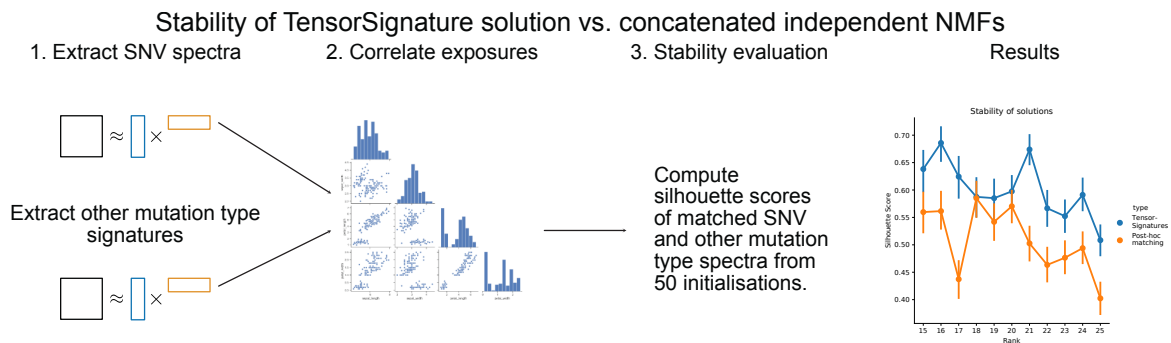 Stability of TensorSignature solution vs. concatenated independent NMFs
1. Extract SNV spectra
2. Correlate exposures
3. Stability evaluation
Results
≈ ×
Extract other mutation type
signatures
≈ ×
Compute
silhouette scores
of matched SNV
and other mutation
type spectra from
50 initialisations.
Stability of solutions
Silhouette Score
0.70
0.65
0.60
0.55
0.50
0.45
0.40
15 16 17 18 19 20 21 22 23 24 25
Rank
type
Tensor-
Signatures
Post-hoc
matching